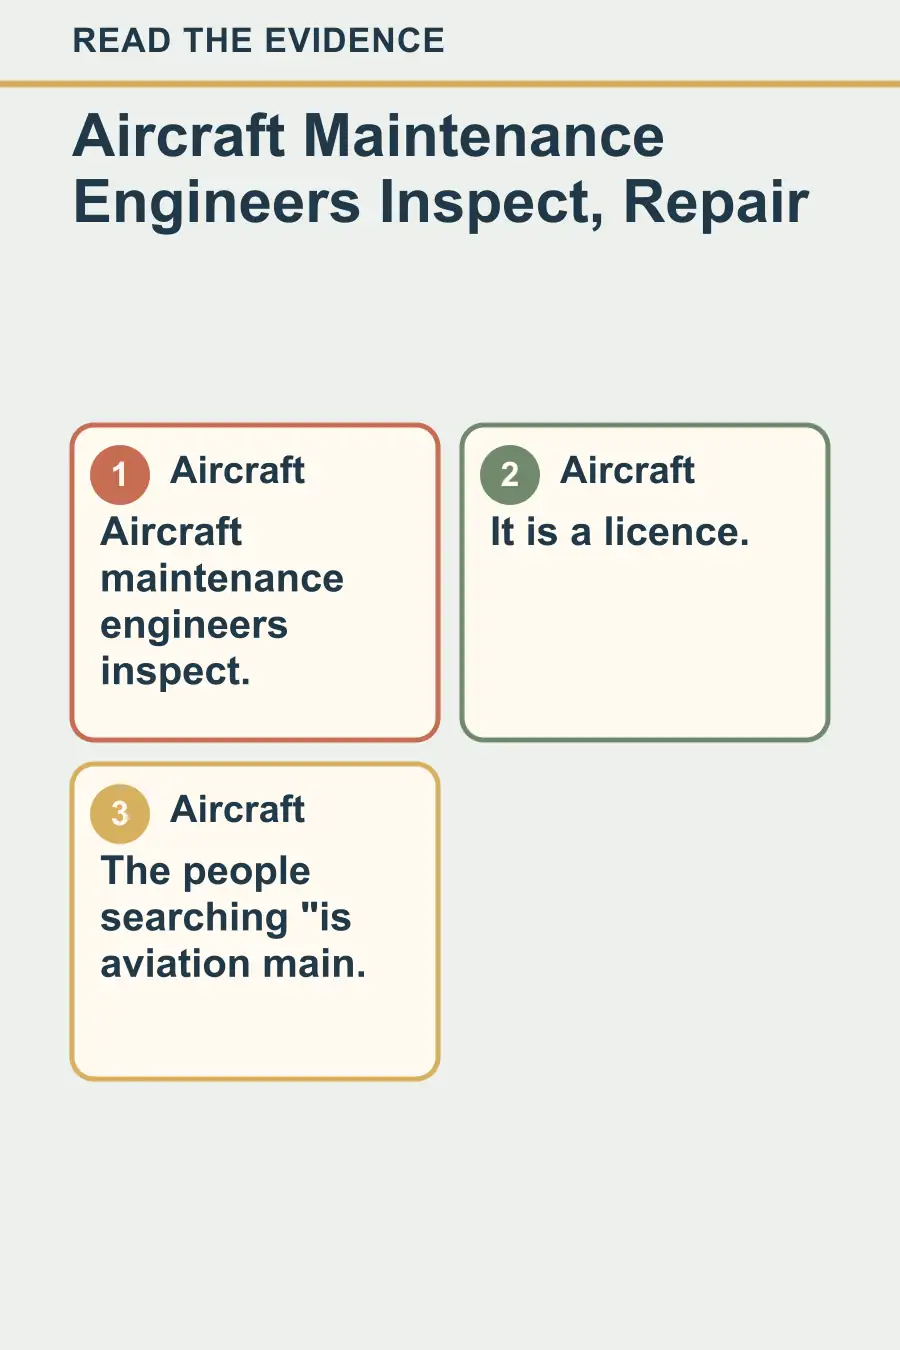 READ THE EVIDENCE
Aircraft Maintenance
Engineers Inspect, Repair
1 Aircraft
Aircraft
maintenance
engineers
inspect.
2 Aircraft
It is a licence.
3 Aircraft
The people
searching "is
aviation main.